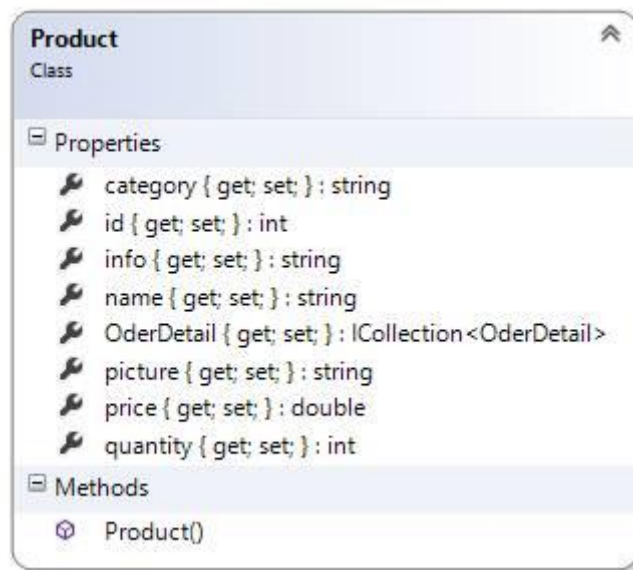 Product
Class
Properties
category { get; set; } : string
id { get; set; } : int
info { get; set; } : string
name { get; set; } : string
OderDetail { get; set; } : ICollection<OderDetail>
picture { get; set; } : string
price { get; set; } : double
quantity { get; set; } : int
Methods
Product()